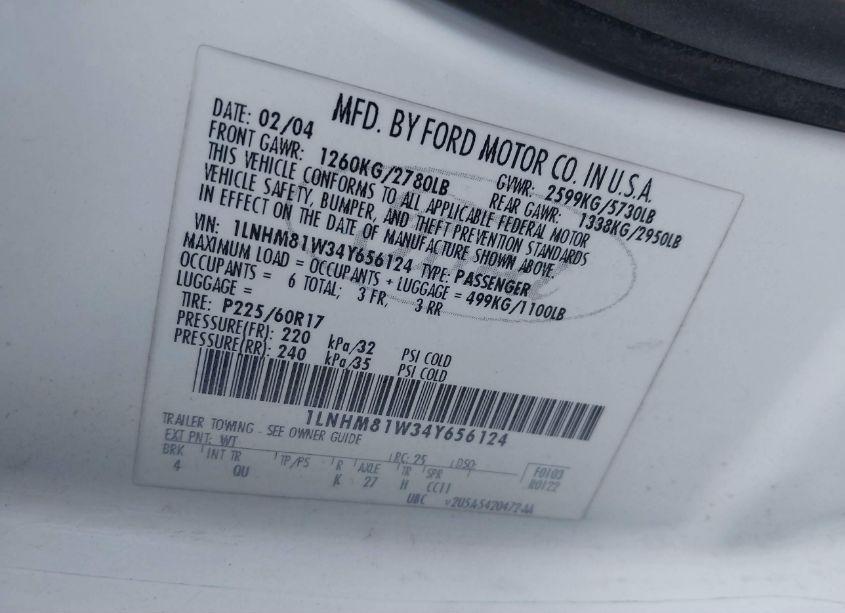 MFD. BY FORD MOTOR CO. IN U.S.A.
DATE: 02/04 GVWR: 2599KG/5730LB
FRONT GAWR: 1260KG/2780LB REAR GAWR: 1338KG/2950LB
THIS VEHICLE CONFORMS TO ALL APPLICABLE FEDERAL MOTOR
VEHICLE SAFETY, BUMPER, AND THEFT PREVENTION STANDARDS
IN EFFECT ON THE DATE OF MANUFACTURE SHOWN ABOVE.
VIN: 1LNHM81W34Y656124 TYPE: PASSENGER
MAXIMUM LOAD = OCCUPANTS + LUGGAGE = 499KG/1100LB
OCCUPANTS = 6 TOTAL; 3 FR, 3 RR
LUGGAGE =
TIRE: P225/60R17
PRESSURE(FR): 220 kPa/32 PSI COLD
PRESSURE(RR): 240 kPa/35 PSI COLD
1LNHM81W34Y656124
TRAILER TOWING - SEE OWNER GUIDE
EXT PNT: WT RC: 25 DSO: F0103
BRK INT TR TP/PS R AXLE TR SPR R0122
4 OU K 27 H CC11
UBC